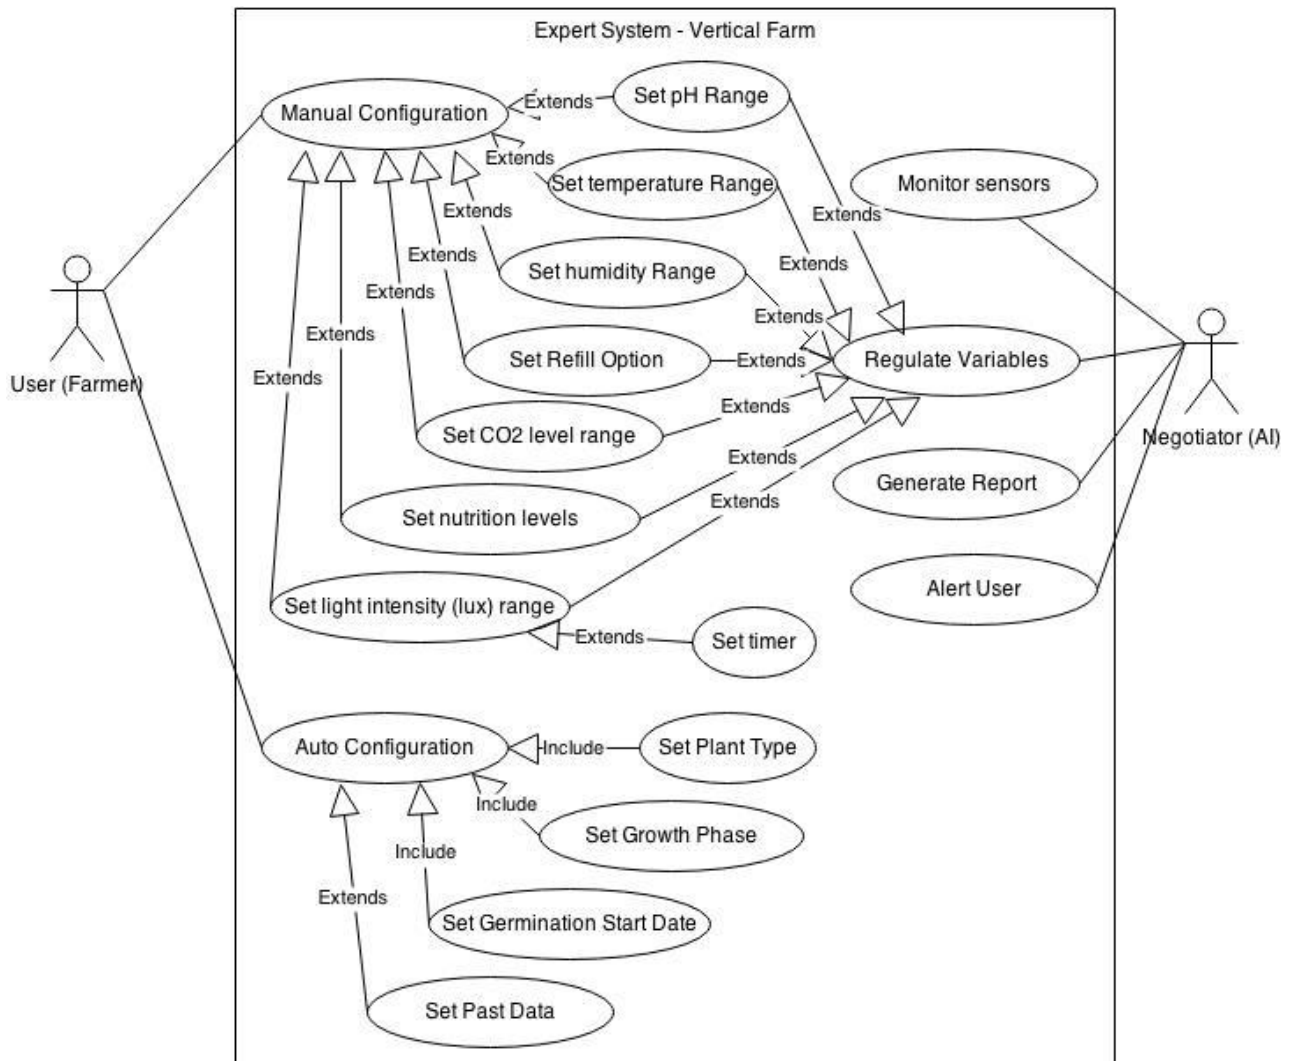 Expert System - Vertical Farm
Manual Configuration
Extends
Set pH Range
Extends
Set temperature Range
Monitor sensors
Extends
Extends
Extends
Set humidity Range
Extends
Extends
Extends
Extends
Set Refill Option
Extends
Regulate Variables
User (Farmer)
Extends
Extends
Set CO2 level range
Negotiator (AI)
Extends
Generate Report
Extends
Set nutrition levels
Alert User
Set light intensity (lux) range
Extends
Set timer
Auto Configuration
Include
Set Plant Type
Include
Set Growth Phase
Include
Extends
Set Germination Start Date
Set Past Data